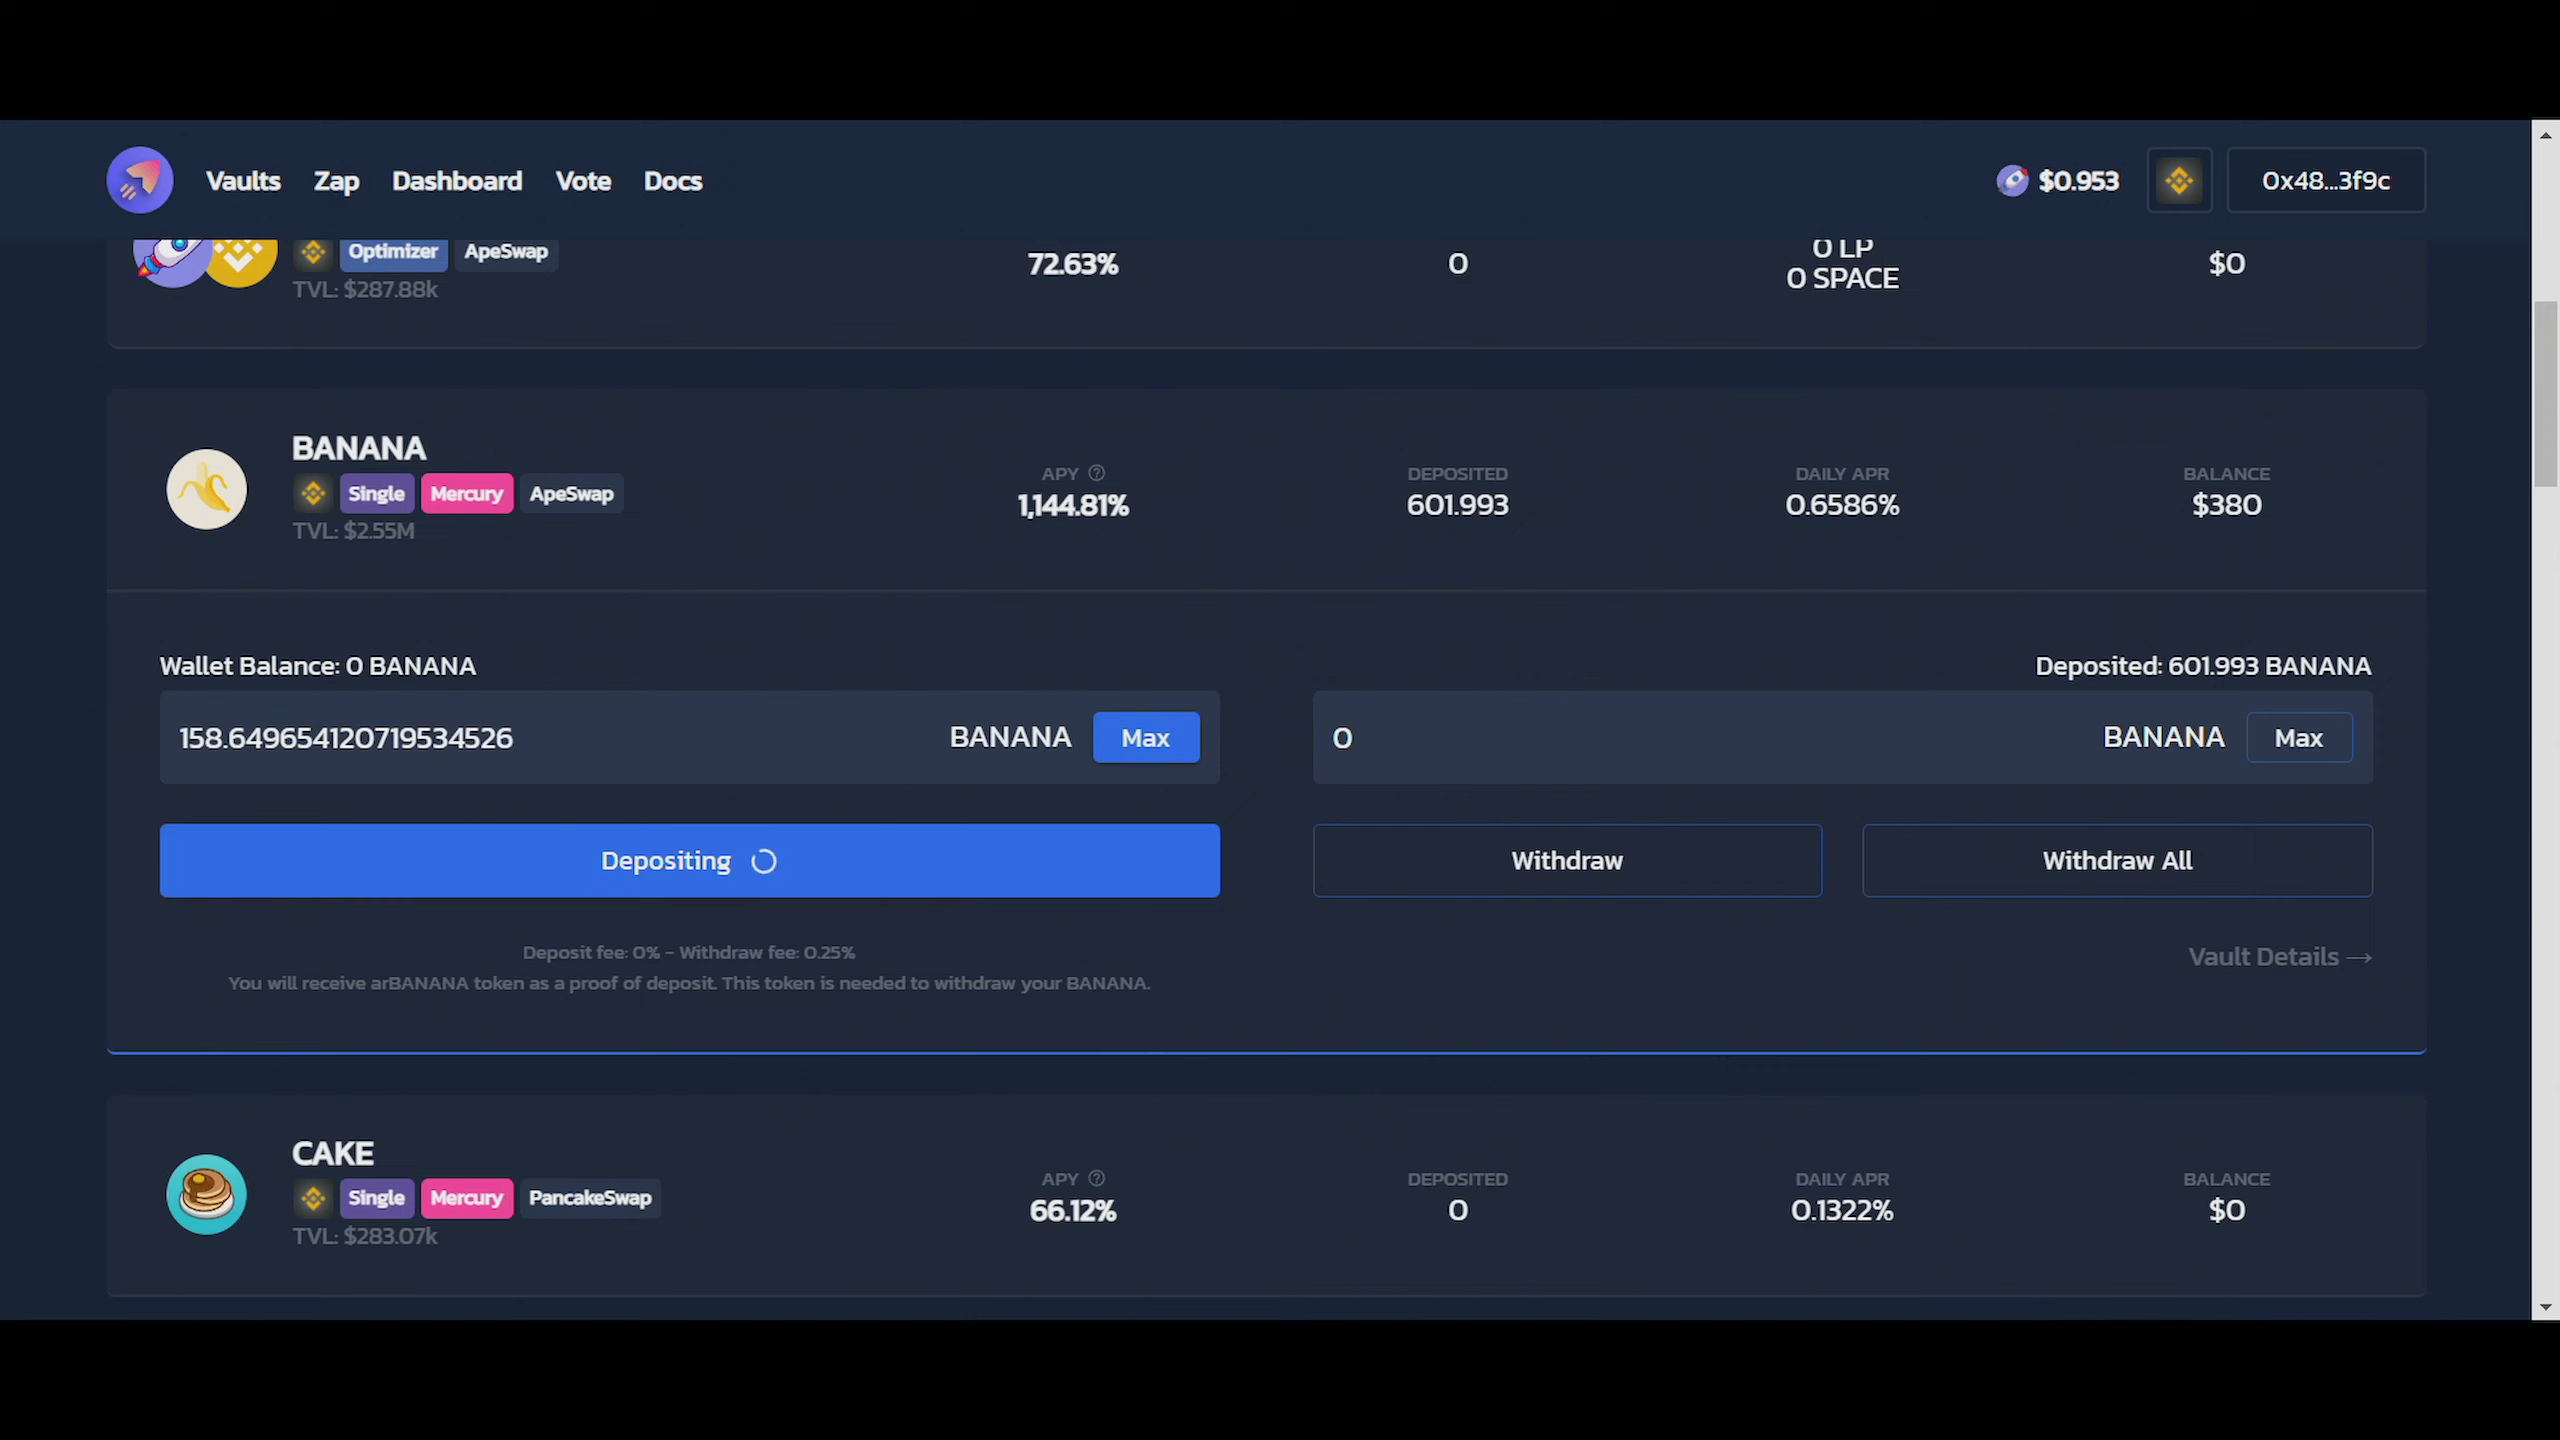 Vaults Zap Dashboard Vote Docs $0.953 0x48...3f9c
Optimizer ApeSwap
TVL: $287.88k
72.63%
0
0 LP
0 SPACE
$0
BANANA
Single Mercury ApeSwap
TVL: $2.55M
APY
1,144.81%
DEPOSITED
601.993
DAILY APR
0.6586%
BALANCE
$380
Wallet Balance: 0 BANANA
158.649654120719534526 BANANA Max
Depositing
Deposit fee: 0% - Withdraw fee: 0.25%
You will receive arBANANA token as a proof of deposit. This token is needed to withdraw your BANANA.
Deposited: 601.993 BANANA
0 BANANA Max
Withdraw Withdraw All
Vault Details →
CAKE
Single Mercury PancakeSwap
TVL: $283.07k
APY
66.12%
DEPOSITED
0
DAILY APR
0.1322%
BALANCE
$0